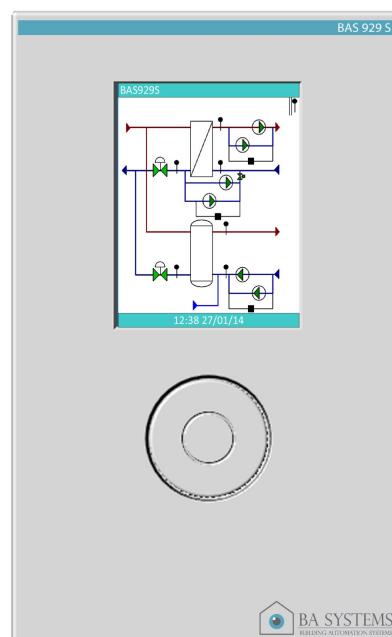 BAS 929 S
BAS929S
12:38 27/01/14
BA SYSTEMS
BUILDING AUTOMATION SYSTEMS